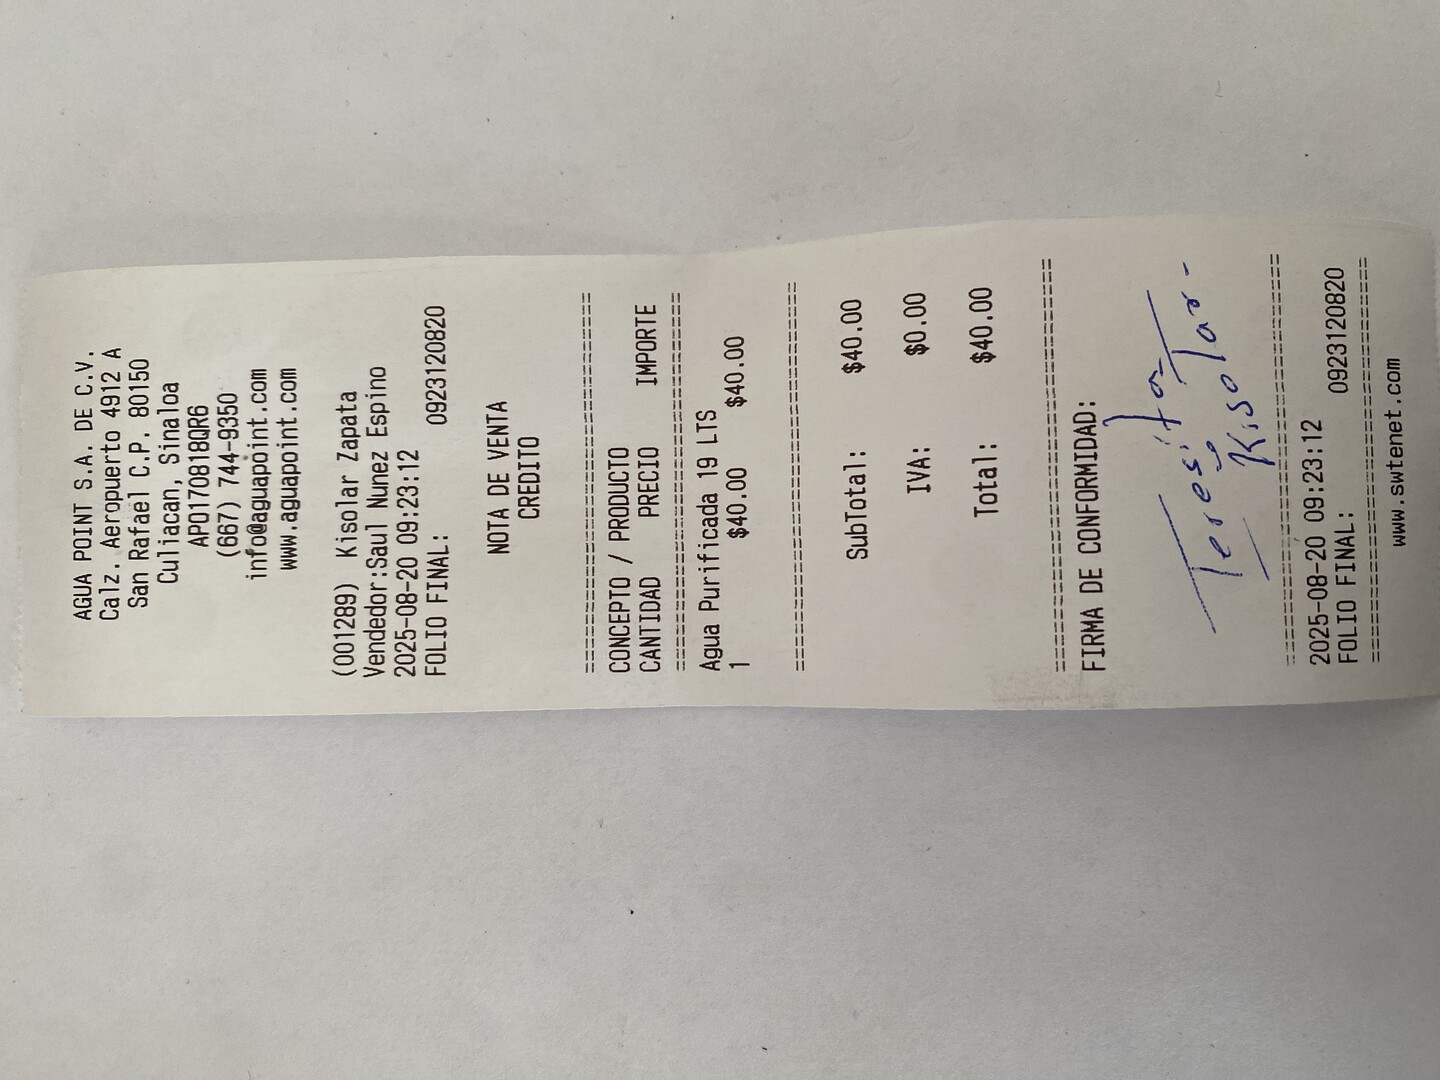 AGUA POINT S.A. DE C.V.
Calz. Aeropuerto 4912 A
San Rafael C.P. 80150
Culiacan, Sinaloa
APO170818QR6
(667) 744-9350
info@aguapoint.com
www.aguapoint.com
(001289) Kisolar Zapata
Vendedor:Saul Nunez Espino
2025-08-20 09:23:12
FOLIO FINAL: 0923120820
NOTA DE VENTA
CREDITO
================================
CONCEPTO / PRODUCTO
CANTIDAD PRECIO IMPORTE
================================
Agua Purificada 19 LTS
1 $40.00 $40.00
================================
SubTotal: $40.00
IVA: $0.00
Total: $40.00
================================
FIRMA DE CONFORMIDAD:
Teresita
Kisolar-
================================
2025-08-20 09:23:12
FOLIO FINAL: 0923120820
================================
www.swtenet.com